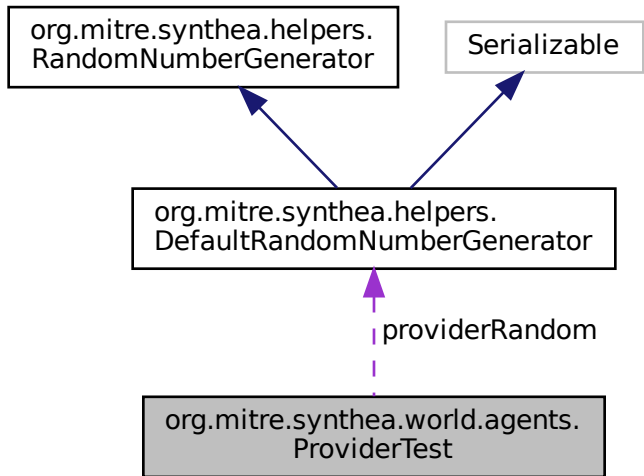 org.mitre.synthea.helpers.
RandomNumberGenerator
Serializable
org.mitre.synthea.helpers.
DefaultRandomNumberGenerator
providerRandom
org.mitre.synthea.world.agents.
ProviderTest